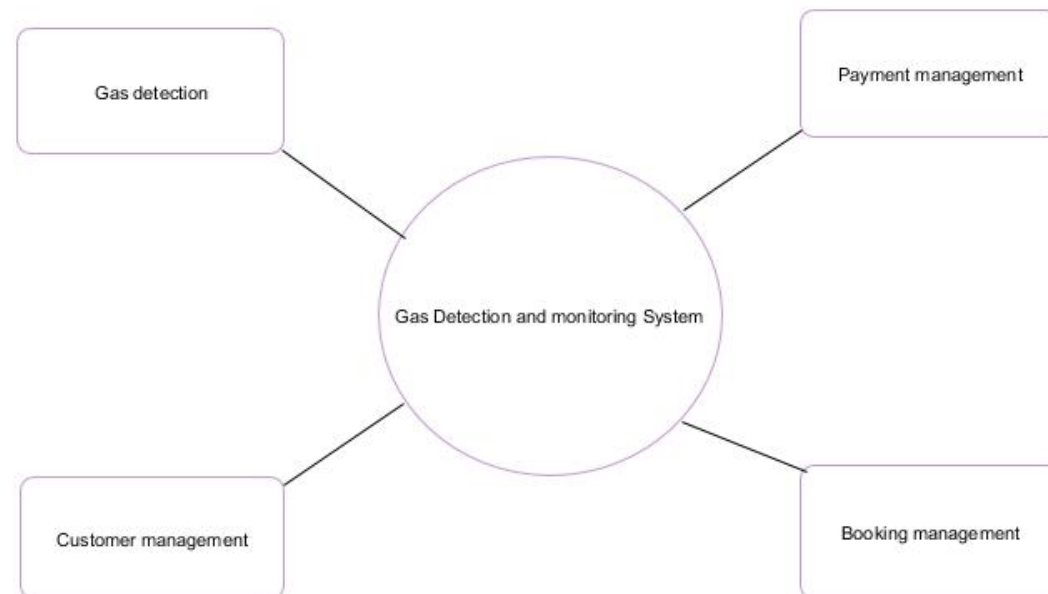 Gas detection
Payment management
Gas Detection and monitoring System
Customer management
Booking management